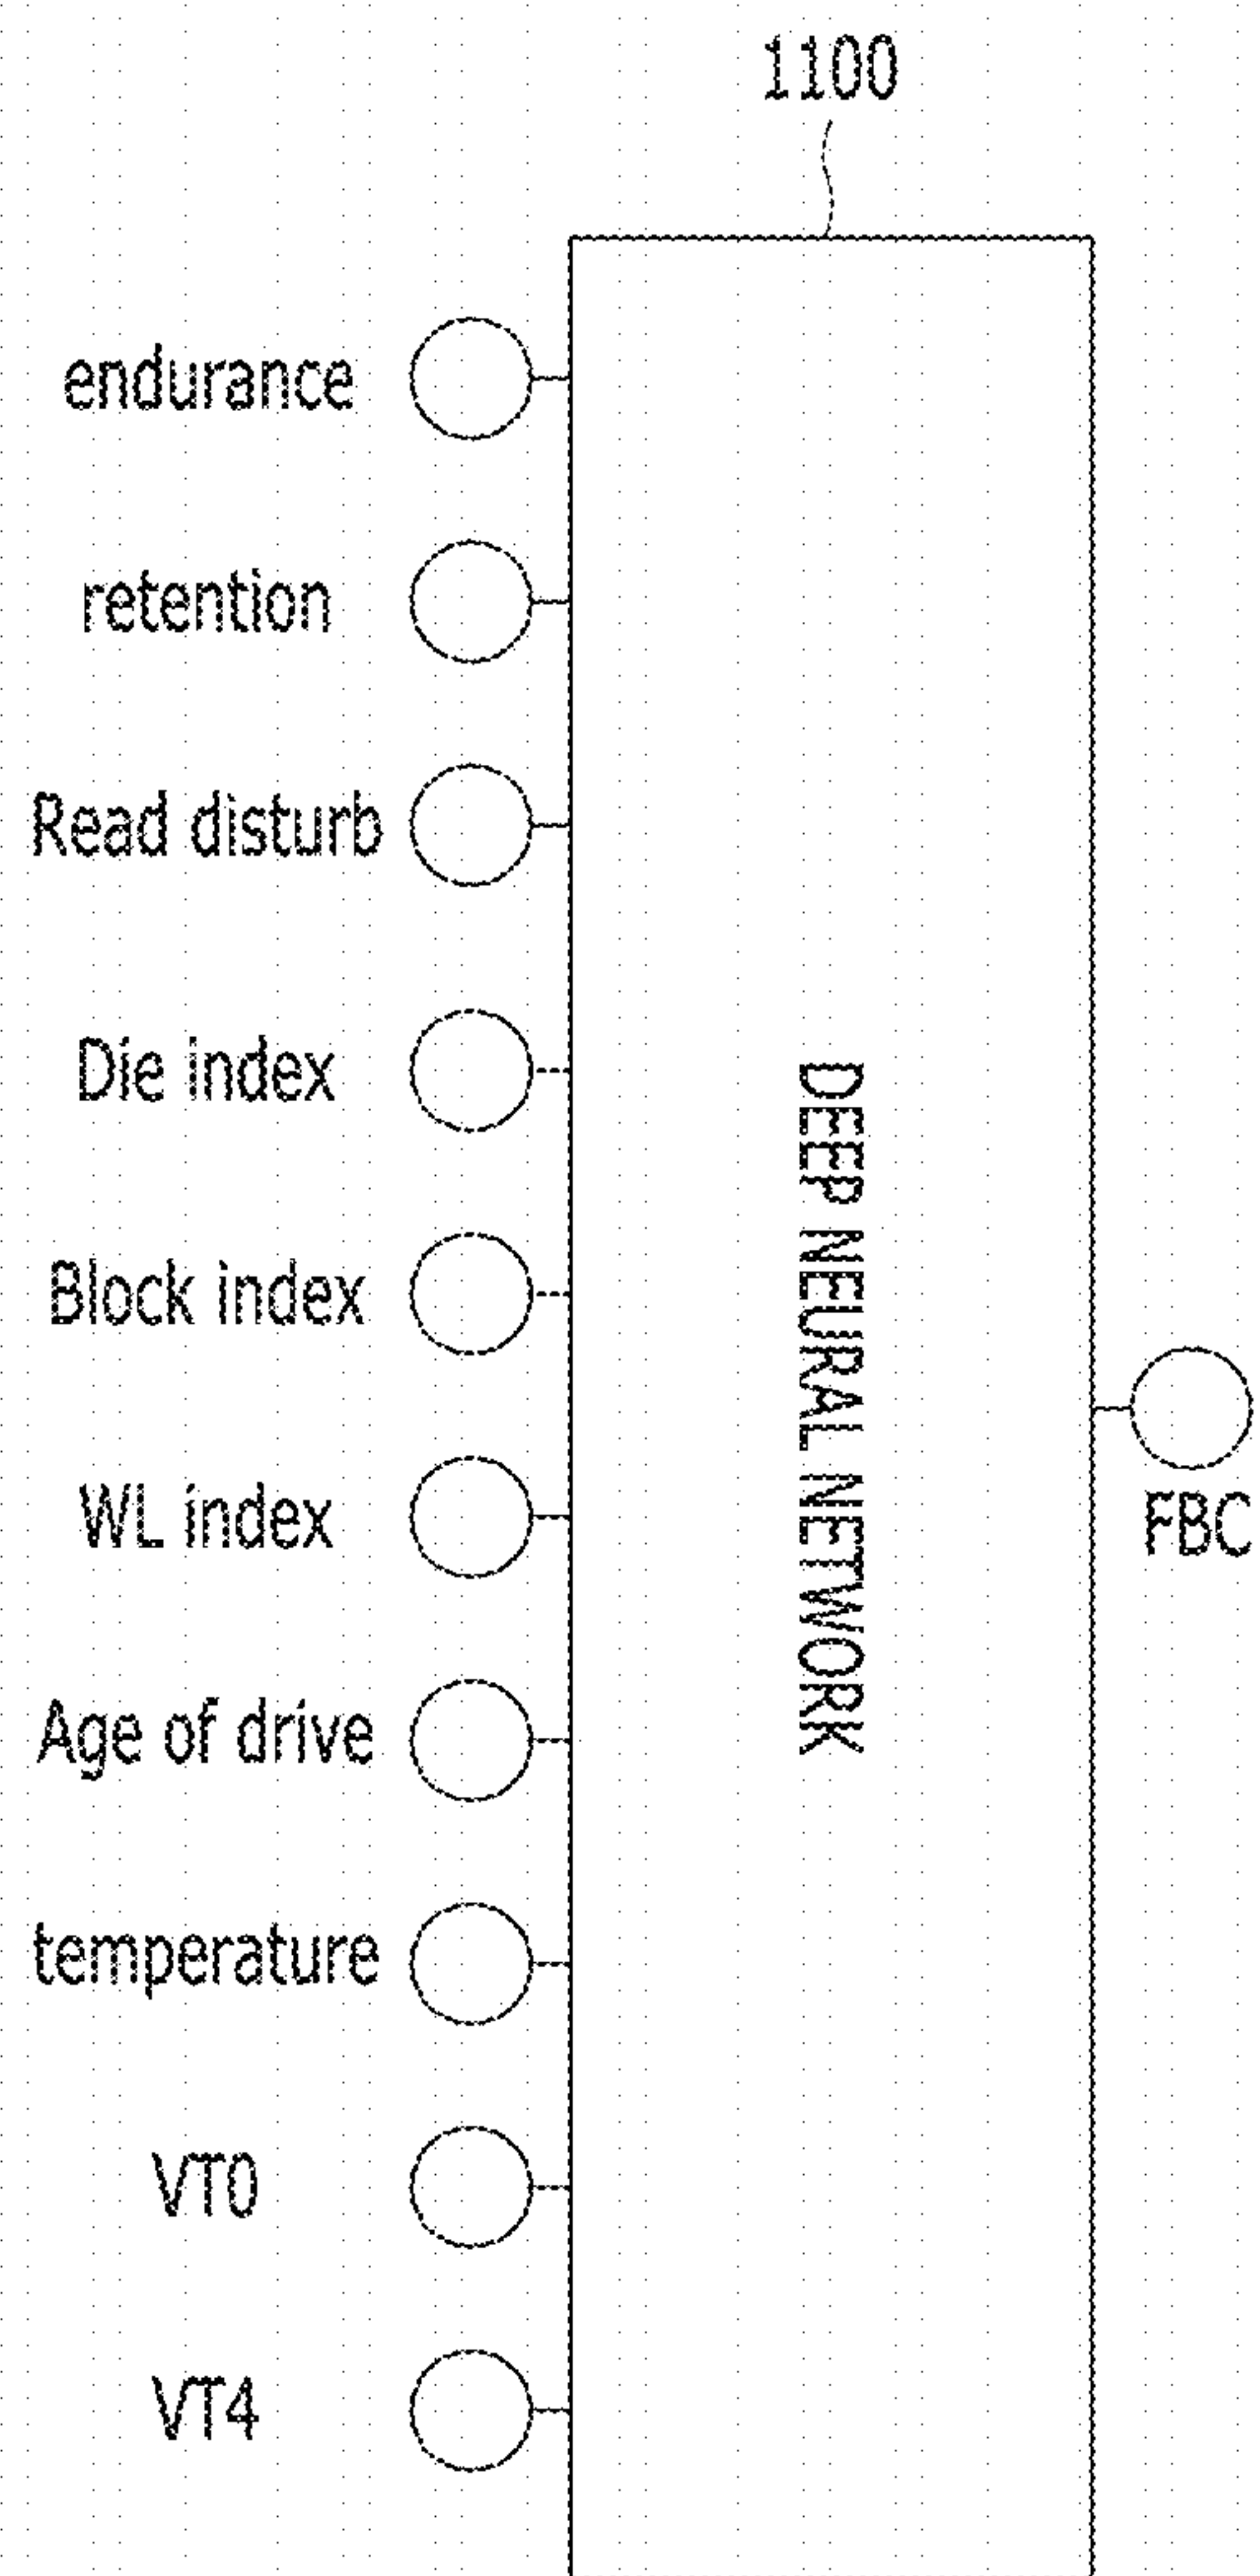 1100
endurance
retention
Read disturb
Die index
Block index
WL index
Age of drive
temperature
VT0
VT4
DEEP NEURAL NETWORK
FBC